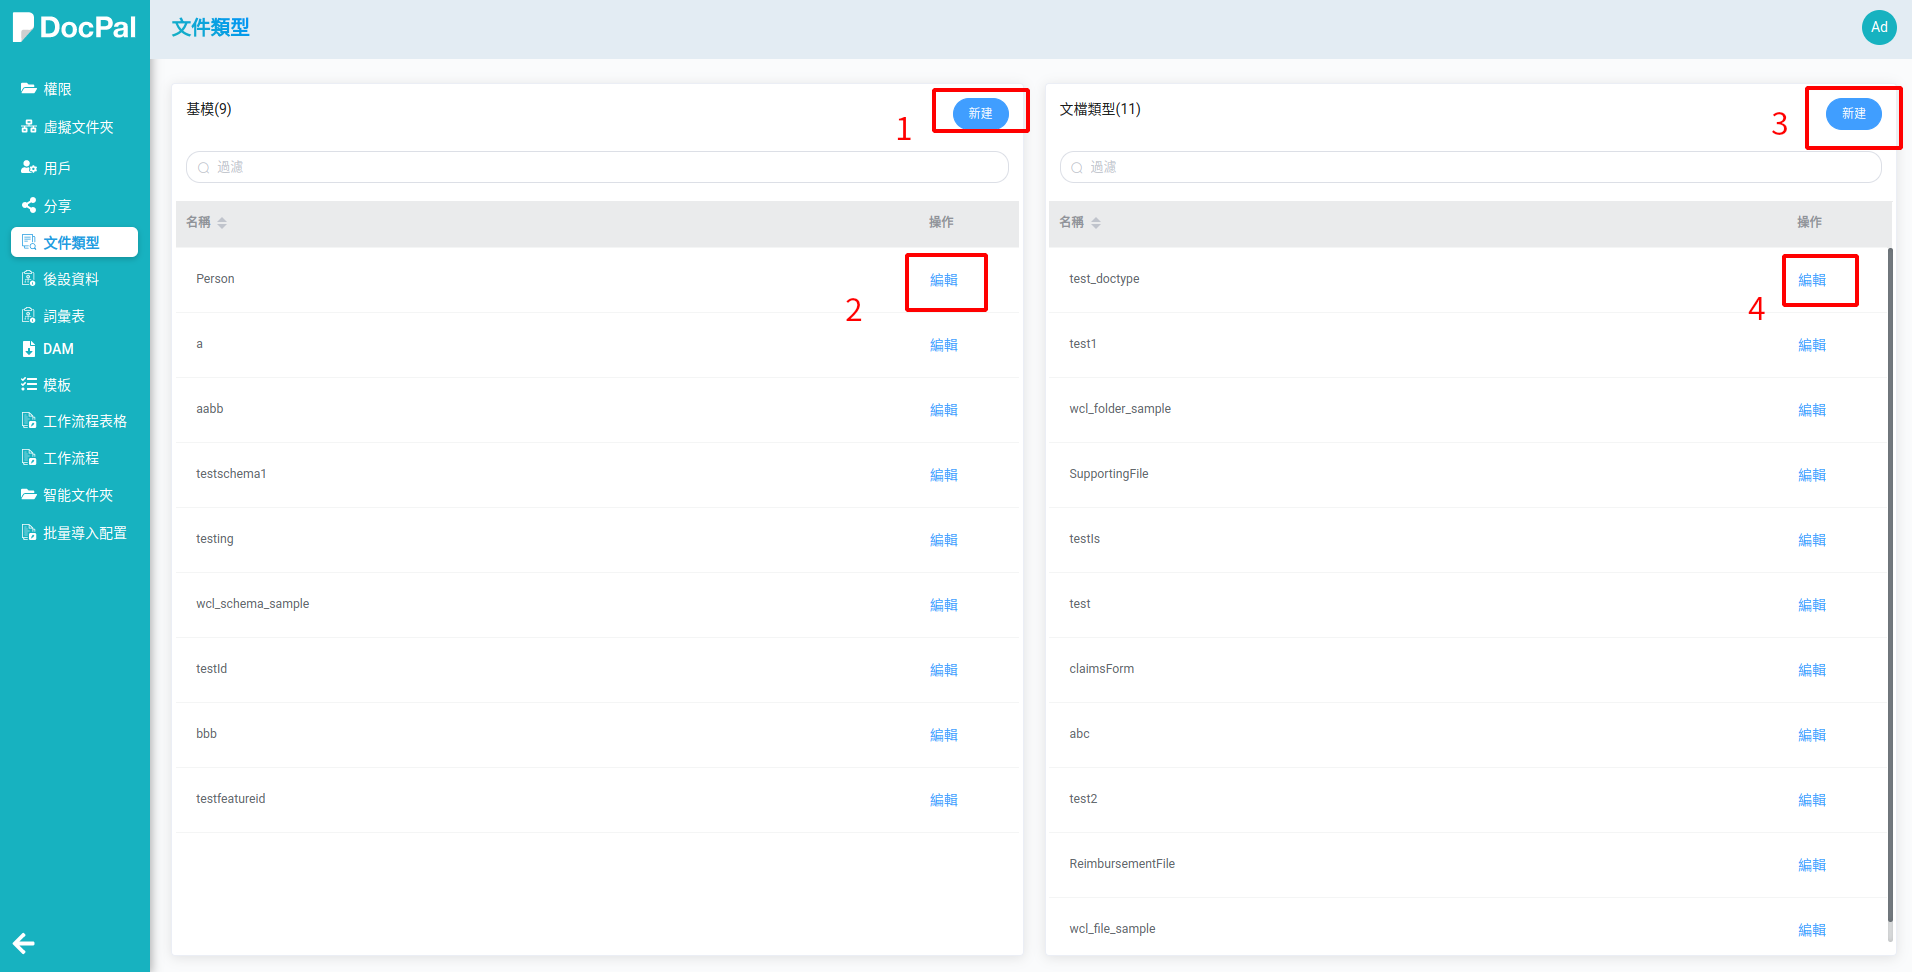 DocPal
文件類型
Ad
權限
虛擬文件夾
用戶
分享
文件類型
後設資料
詞彙表
DAM
模板
工作流程表格
工作流程
智能文件夾
批量導入配置
基模(9)
1
新建
過濾
名稱 操作
Person 編輯
2
a 編輯
aabb 編輯
testschema1 編輯
testing 編輯
wcl_schema_sample 編輯
testId 編輯
bbb 編輯
testfeatureid 編輯
文檔類型(11)
3
新建
過濾
名稱 操作
test_doctype 編輯
4
test1 編輯
wcl_folder_sample 編輯
SupportingFile 編輯
testls 編輯
test 編輯
claimsForm 編輯
abc 編輯
test2 編輯
ReimbursementFile 編輯
wcl_file_sample 編輯